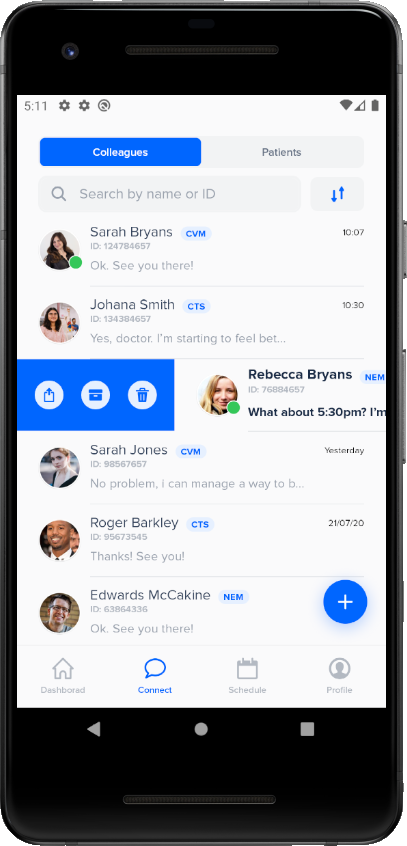 5:11
Colleagues Patients
Search by name or ID
Sarah Bryans CVM 10:07
ID: 124784657
Ok. See you there!
Johana Smith CTS 10:30
ID: 134384657
Yes, doctor. I'm starting to feel bet...
Rebecca Bryans NEM
ID: 76884657
What about 5:30pm? I'm
Sarah Jones CVM Yesterday
ID: 98567657
No problem, i can manage a way to b...
Roger Barkley CTS 21/07/20
ID: 95673545
Thanks! See you!
Edwards McCakine NEM
ID: 63864336
Ok. See you there!
Dashborad Connect Schedule Profile